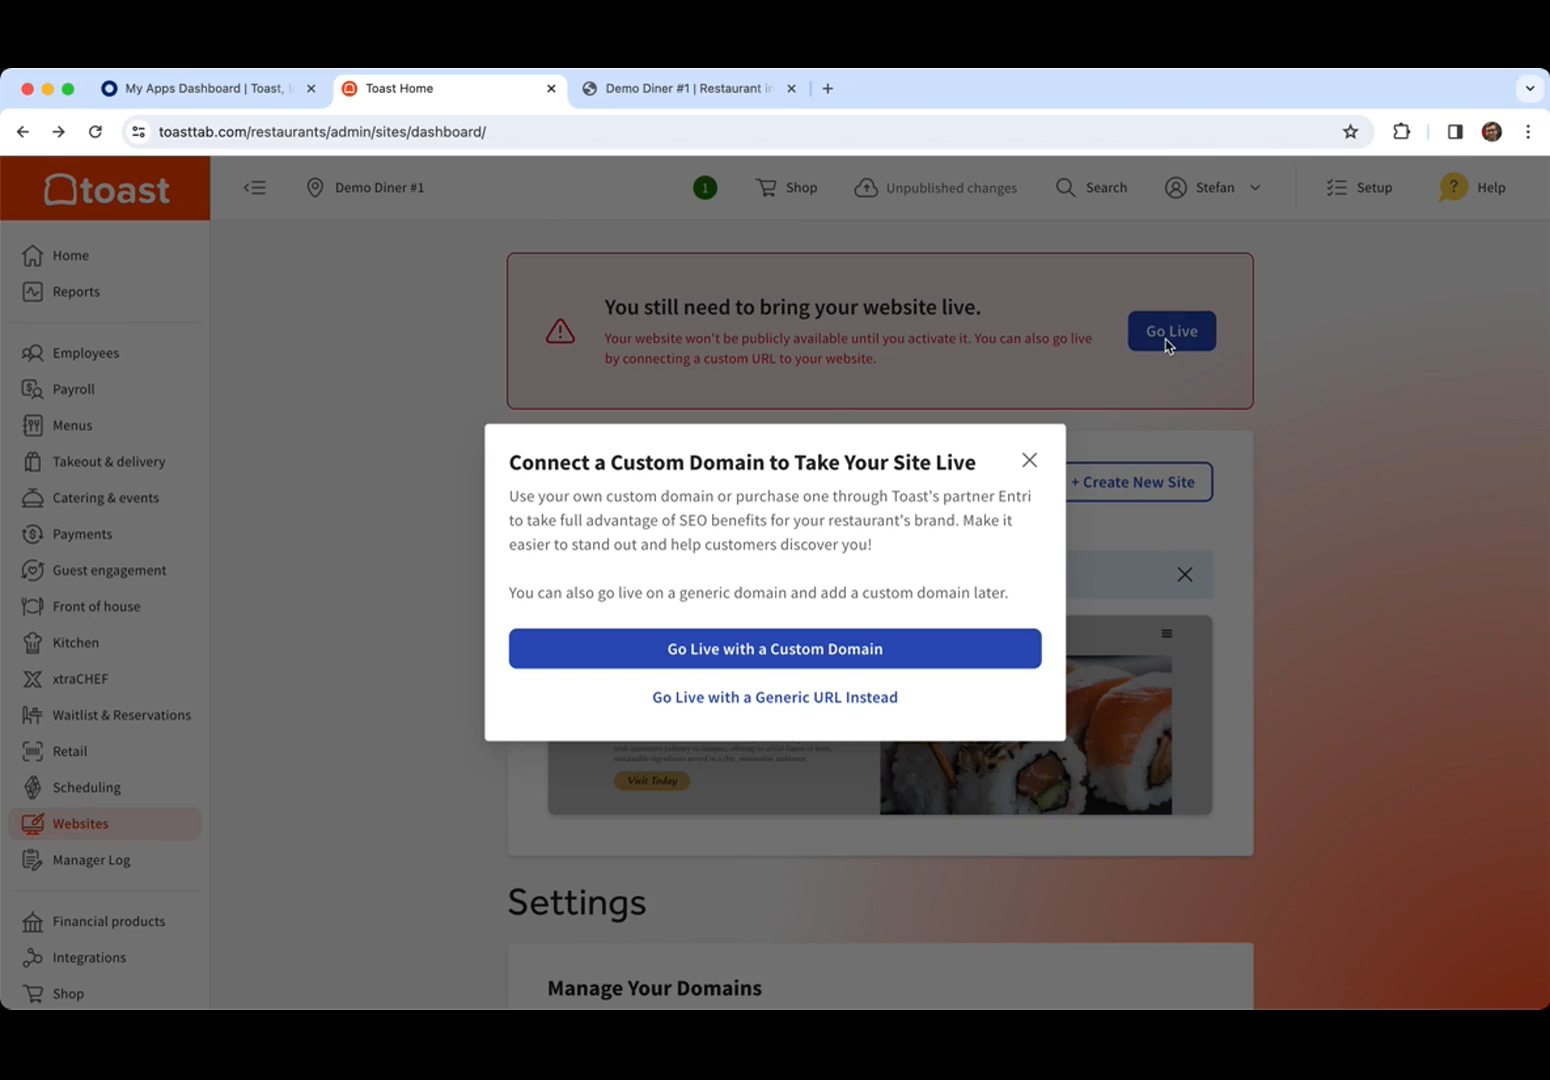 My Apps Dashboard | Toast,
Toast Home
Demo Diner #1 | Restaurant in
toasttab.com/restaurants/admin/sites/dashboard/
toast
Demo Diner #1
1
Shop
Unpublished changes
Search
Stefan
Setup
? Help
Home
Reports
Employees
Payroll
Menus
Takeout & delivery
Catering & events
Payments
Guest engagement
Front of house
Kitchen
xtraCHEF
Waitlist & Reservations
Retail
Scheduling
Websites
Manager Log
Financial products
Integrations
Shop
You still need to bring your website live.
Your website won't be publicly available until you activate it. You can also go live
by connecting a custom URL to your website.
Go Live
+ Create New Site
Connect a Custom Domain to Take Your Site Live
Use your own custom domain or purchase one through Toast's partner Entri
to take full advantage of SEO benefits for your restaurant's brand. Make it
easier to stand out and help customers discover you!
You can also go live on a generic domain and add a custom domain later.
Go Live with a Custom Domain
Go Live with a Generic URL Instead
Visit Today
Settings
Manage Your Domains